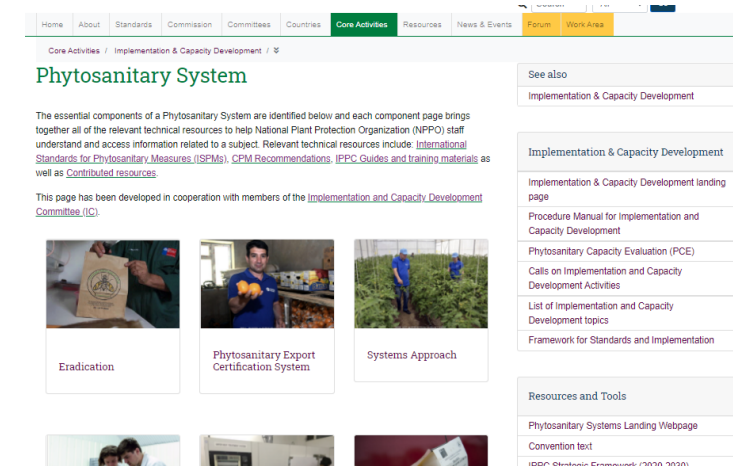 Search All
Home About Standards Commission Committees Countries Core Activities Resources News & Events Forum Work Area
Core Activities / Implementation & Capacity Development /
Phytosanitary System
The essential components of a Phytosanitary System are identified below and each component page brings
together all of the relevant technical resources to help National Plant Protection Organization (NPPO) staff
understand and access information related to a subject. Relevant technical resources include: International
Standards for Phytosanitary Measures (ISPMs), CPM Recommendations, IPPC Guides and training materials as
well as Contributed resources.
This page has been developed in cooperation with members of the Implementation and Capacity Development
Committee (IC).
Eradication
Phytosanitary Export
Certification System
Systems Approach
See also
Implementation & Capacity Development
Implementation & Capacity Development
Implementation & Capacity Development landing
page
Procedure Manual for Implementation and
Capacity Development
Phytosanitary Capacity Evaluation (PCE)
Calls on Implementation and Capacity
Development Activities
List of Implementation and Capacity
Development topics
Framework for Standards and Implementation
Resources and Tools
Phytosanitary Systems Landing Webpage
Convention text
IPPC Strategic Framework (2020-2030)